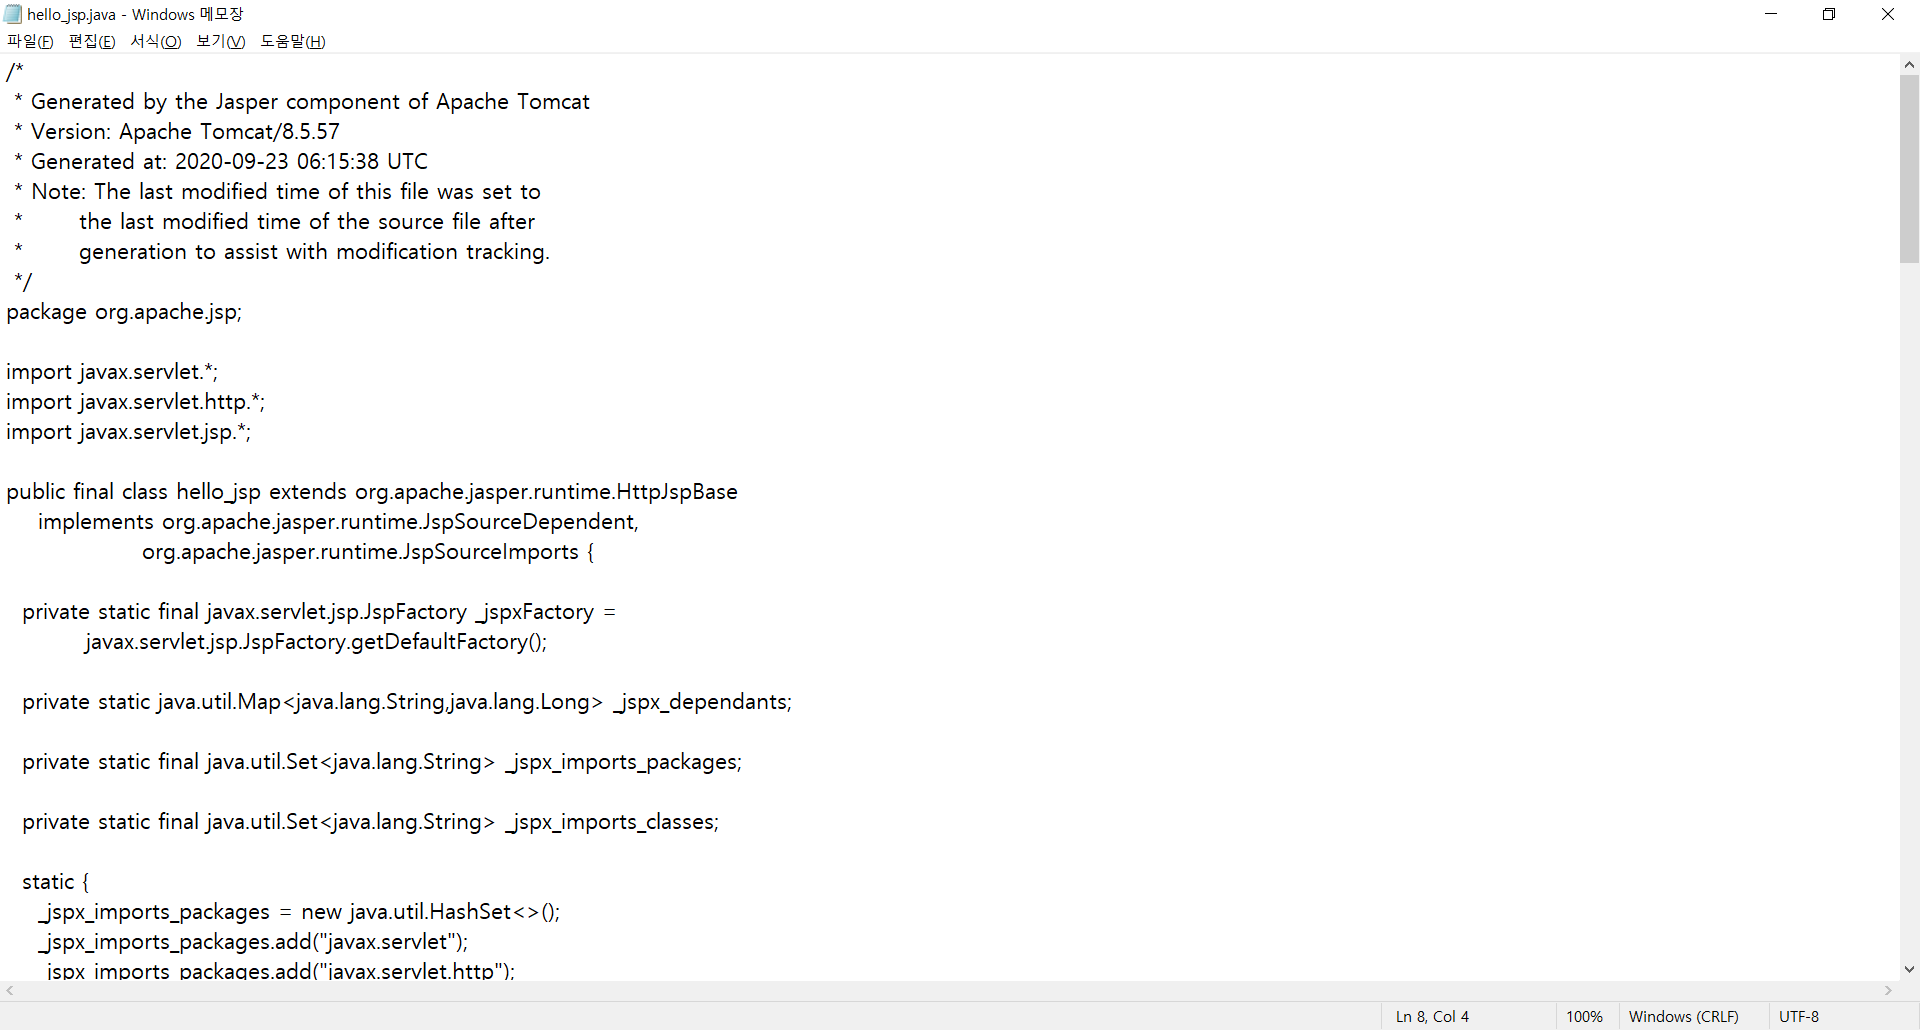 hello_jsp.java - Windows 메모장
파일(F) 편집(E) 서식(O) 보기(V) 도움말(H)
/*
 * Generated by the Jasper component of Apache Tomcat
 * Version: Apache Tomcat/8.5.57
 * Generated at: 2020-09-23 06:15:38 UTC
 * Note: The last modified time of this file was set to
 *       the last modified time of the source file after
 *       generation to assist with modification tracking.
 */
package org.apache.jsp;

import javax.servlet.*;
import javax.servlet.http.*;
import javax.servlet.jsp.*;

public final class hello_jsp extends org.apache.jasper.runtime.HttpJspBase
    implements org.apache.jasper.runtime.JspSourceDependent,
                 org.apache.jasper.runtime.JspSourceImports {

  private static final javax.servlet.jsp.JspFactory _jspxFactory =
          javax.servlet.jsp.JspFactory.getDefaultFactory();

  private static java.util.Map<java.lang.String,java.lang.Long> _jspx_dependants;

  private static final java.util.Set<java.lang.String> _jspx_imports_packages;

  private static final java.util.Set<java.lang.String> _jspx_imports_classes;

  static {
    _jspx_imports_packages = new java.util.HashSet<>();
    _jspx_imports_packages.add("javax.servlet");
    _jspx_imports_packages.add("javax.servlet.http");
Ln 8, Col 4 100% Windows (CRLF) UTF-8